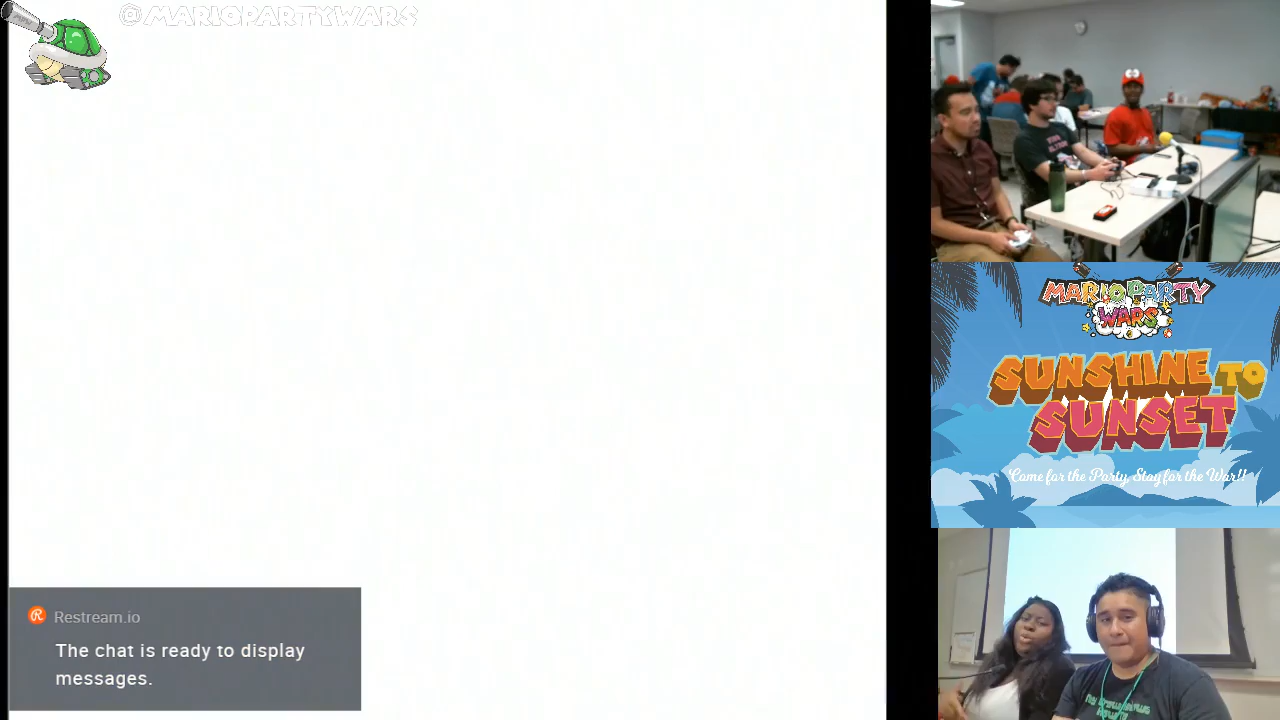 @MARIOPARTYWARS
MARIO PARTY
WARS
SUNSHINE TO
SUNSET
"Come for the Party, Stay for the War!!
Restream.io
The chat is ready to display
messages.